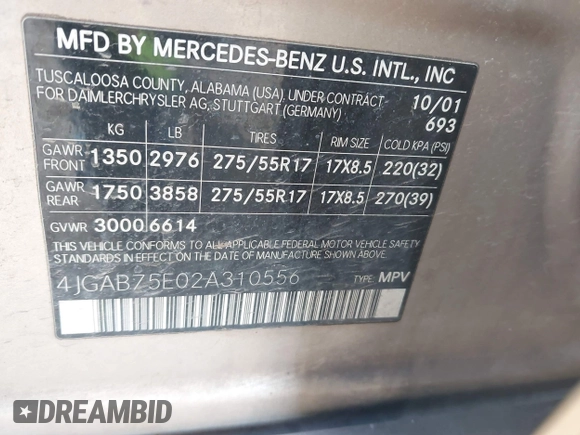 MFD BY MERCEDES-BENZ U.S. INTL., INC
TUSCALOOSA COUNTY, ALABAMA (USA) UNDER CONTRACT 10/01
FOR DAIMLERCHRYSLER AG, STUTTGART (GERMANY) 693
KG LB TIRES RIM SIZE COLD KPA (PSI)
GAWR FRONT 1350 2976 275/55R17 17X8.5 220(32)
GAWR REAR 1750 3858 275/55R17 17X8.5 270(39)
GVWR 3000 6614
THIS VEHICLE CONFORMS TO ALL APPLICABLE FEDERAL MOTOR VEHICLE SAFETY
STANDARDS IN EFFECT ON THE DATE OF MANUFACTURE SHOWN ABOVE.
4JGAB75E02A310556 TYPE: MPV
DREAMBID